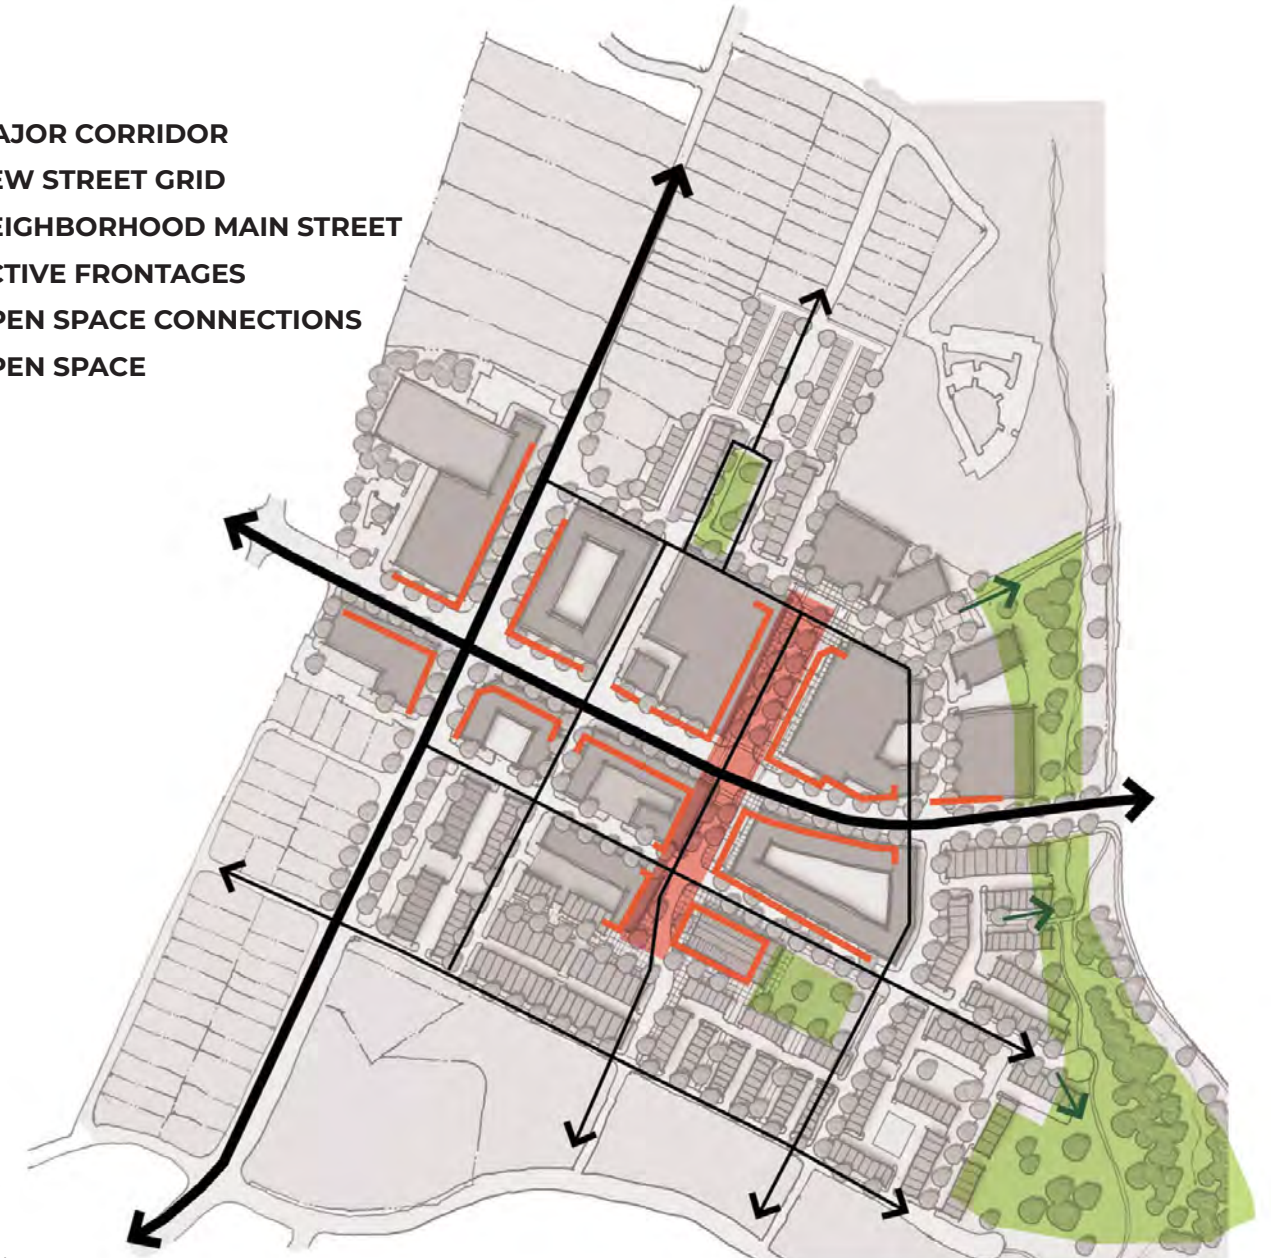 AJOR CORRIDOR
EW STREET GRID
EIGHBORHOOD MAIN STREET
CTIVE FRONTAGES
PEN SPACE CONNECTIONS
PEN SPACE